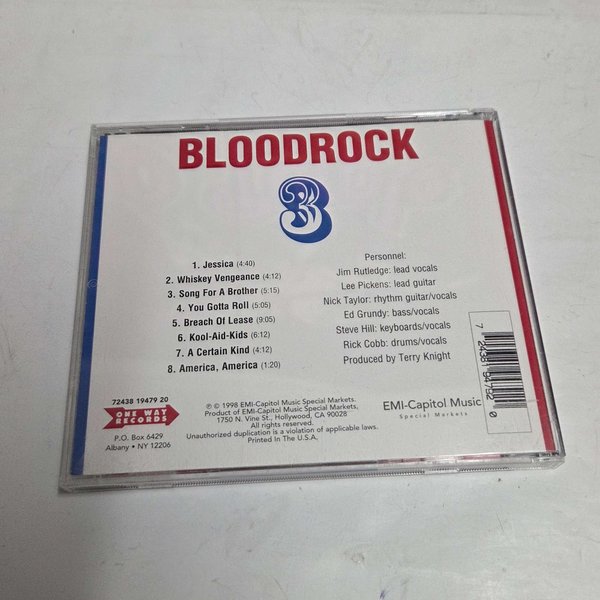 BLOODROCK
3
1. Jessica (4:40)
2. Whiskey Vengeance (4:12)
3. Song For A Brother (5:15)
4. You Gotta Roll (5:05)
5. Breach Of Lease (9:05)
6. Kool-Aid-Kids (6:12)
7. A Certain Kind (4:12)
8. America, America (1:20)
Personnel:
Jim Rutledge: lead vocals
Lee Pickens: lead guitar
Nick Taylor: rhythm guitar/vocals
Ed Grundy: bass/vocals
Steve Hill: keyboards/vocals
Rick Cobb: drums/vocals
Produced by Terry Knight
72438 19479 20
ONE WAY
RECORDS
P.O. Box 6429
Albany • NY 12206
℗ © 1998 EMI-Capitol Music Special Markets.
Product of EMI-Capitol Music Special Markets,
1750 N. Vine St., Hollywood, CA 90028
All rights reserved.
Unauthorized duplication is a violation of applicable laws.
Printed In The U.S.A.
EMI-Capitol Music
Special Markets
7 24381 94792 0